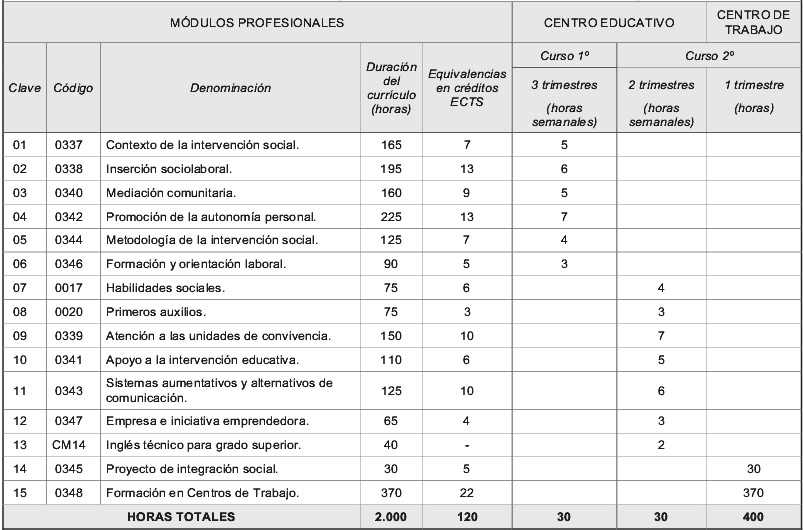 MÓDULOS PROFESIONALES CENTRO EDUCATIVO CENTRO DE TRABAJO
Curso 1º Curso 2º
Clave Código Denominación Duración del currículo (horas) Equivalencias en créditos ECTS 3 trimestres (horas semanales) 2 trimestres (horas semanales) 1 trimestre (horas)
01 0337 Contexto de la intervención social. 165 7 5
02 0338 Inserción sociolaboral. 195 13 6
03 0340 Mediación comunitaria. 160 9 5
04 0342 Promoción de la autonomía personal. 225 13 7
05 0344 Metodología de la intervención social. 125 7 4
06 0346 Formación y orientación laboral. 90 5 3
07 0017 Habilidades sociales. 75 6 4
08 0020 Primeros auxilios. 75 3 3
09 0339 Atención a las unidades de convivencia. 150 10 7
10 0341 Apoyo a la intervención educativa. 110 6 5
11 0343 Sistemas aumentativos y alternativos de comunicación. 125 10 6
12 0347 Empresa e iniciativa emprendedora. 65 4 3
13 CM14 Inglés técnico para grado superior. 40 - 2
14 0345 Proyecto de integración social. 30 5 30
15 0348 Formación en Centros de Trabajo. 370 22 370
HORAS TOTALES 2.000 120 30 30 400